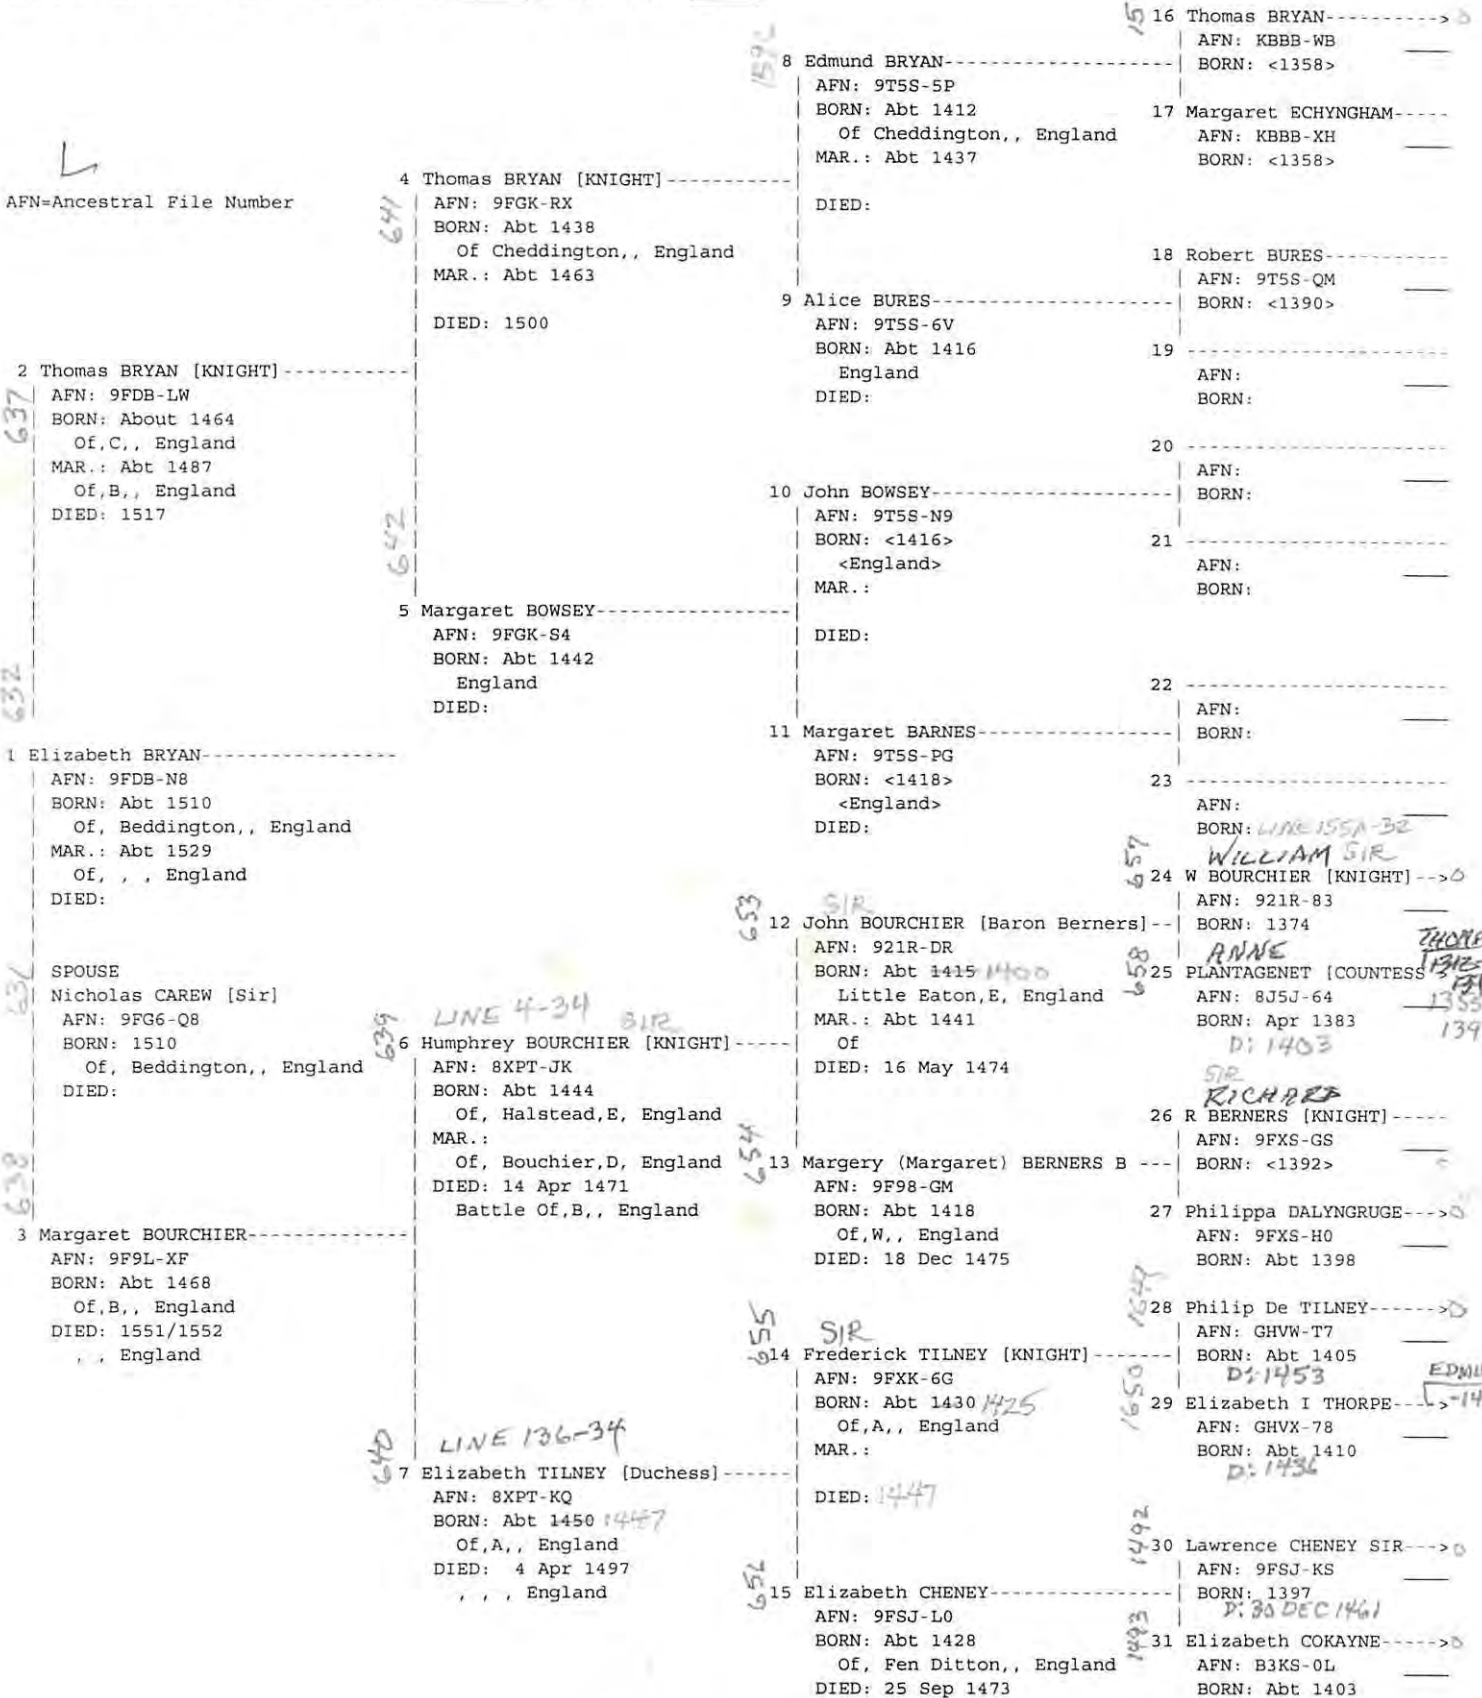 L
AFN=Ancestral File Number
637
2 Thomas BRYAN [KNIGHT]-----------
AFN: 9FDB-LW
BORN: About 1464
Of,C,, England
MAR.: Abt 1487
Of,B,, England
DIED: 1517
632
1 Elizabeth BRYAN-----------------
AFN: 9FDB-N8
BORN: Abt 1510
Of, Beddington,, England
MAR.: Abt 1529
Of, , , England
DIED:
631
SPOUSE
Nicholas CAREW [Sir]
AFN: 9FG6-Q8
BORN: 1510
Of, Beddington,, England
DIED:
638
3 Margaret BOURCHIER--------------
AFN: 9F9L-XF
BORN: Abt 1468
Of,B,, England
DIED: 1551/1552
, , England
641
4 Thomas BRYAN [KNIGHT]-----------
AFN: 9FGK-RX
BORN: Abt 1438
Of Cheddington,, England
MAR.: Abt 1463
DIED: 1500
642
5 Margaret BOWSEY----------------
AFN: 9FGK-S4
BORN: Abt 1442
England
DIED:
639
LINE 4-34 SIR
6 Humphrey BOURCHIER [KNIGHT]-----
AFN: 8XPT-JK
BORN: Abt 1444
Of, Halstead,E, England
MAR.:
Of, Bouchier,D, England
DIED: 14 Apr 1471
Battle Of,B,, England
640
LINE 136-34
7 Elizabeth TILNEY [Duchess]------
AFN: 8XPT-KQ
BORN: Abt 1450 1447
Of,A,, England
DIED: 4 Apr 1497
, , , England
8 Edmund BRYAN--------------------
AFN: 9T5S-5P
BORN: Abt 1412
Of Cheddington,, England
MAR.: Abt 1437
DIED:
9 Alice BURES---------------------
AFN: 9T5S-6V
BORN: Abt 1416
England
DIED:
10 John BOWSEY---------------------
AFN: 9T5S-N9
BORN: <1416>
<England>
MAR.:
DIED:
11 Margaret BARNES-----------------
AFN: 9T5S-PG
BORN: <1418>
<England>
DIED:
653
SIR
12 John BOURCHIER [Baron Berners]--
AFN: 921R-DR
BORN: Abt 1415 1400
Little Eaton,E, England
MAR.: Abt 1441
Of
DIED: 16 May 1474
654
13 Margery (Margaret) BERNERS B ---
AFN: 9F98-GM
BORN: Abt 1418
Of,W,, England
DIED: 18 Dec 1475
655
SIR
14 Frederick TILNEY [KNIGHT]-------
AFN: 9FXK-6G
BORN: Abt 1430 1425
Of,A,, England
MAR.:
DIED: 1447
15 Elizabeth CHENEY----------------
AFN: 9FSJ-L0
BORN: Abt 1428
Of, Fen Ditton,, England
DIED: 25 Sep 1473
16 Thomas BRYAN---------->
AFN: KBBB-WB
BORN: <1358>
17 Margaret ECHYNGHAM-----
AFN: KBBB-XH
BORN: <1358>
18 Robert BURES-----------
AFN: 9T5S-QM
BORN: <1390>
19 -----------------------
AFN:
BORN:
20 -----------------------
AFN:
BORN:
21 -----------------------
AFN:
BORN:
22 -----------------------
AFN:
BORN:
23 -----------------------
AFN:
BORN: LINE 155A-32
657
WILLIAM SIR
24 W BOURCHIER [KNIGHT]-->
AFN: 921R-83
BORN: 1374
658
ANNE
25 PLANTAGENET [COUNTESS
AFN: 8J5J-64
BORN: Apr 1383
D: 1403
SIR
RICHARD
26 R BERNERS [KNIGHT]-----
AFN: 9FXS-GS
BORN: <1392>
27 Philippa DALYNGRUGE--->
AFN: 9FXS-H0
BORN: Abt 1398
28 Philip De TILNEY------>
AFN: GHVW-T7
BORN: Abt 1405
D: 1453
1650
29 Elizabeth I THORPE--->
AFN: GHVX-78
BORN: Abt 1410
D: 1436
1492
30 Lawrence CHENEY SIR--->
AFN: 9FSJ-KS
BORN: 1397
D: 30 DEC 1461
1493
31 Elizabeth COKAYNE----->
AFN: B3KS-0L
BORN: Abt 1403